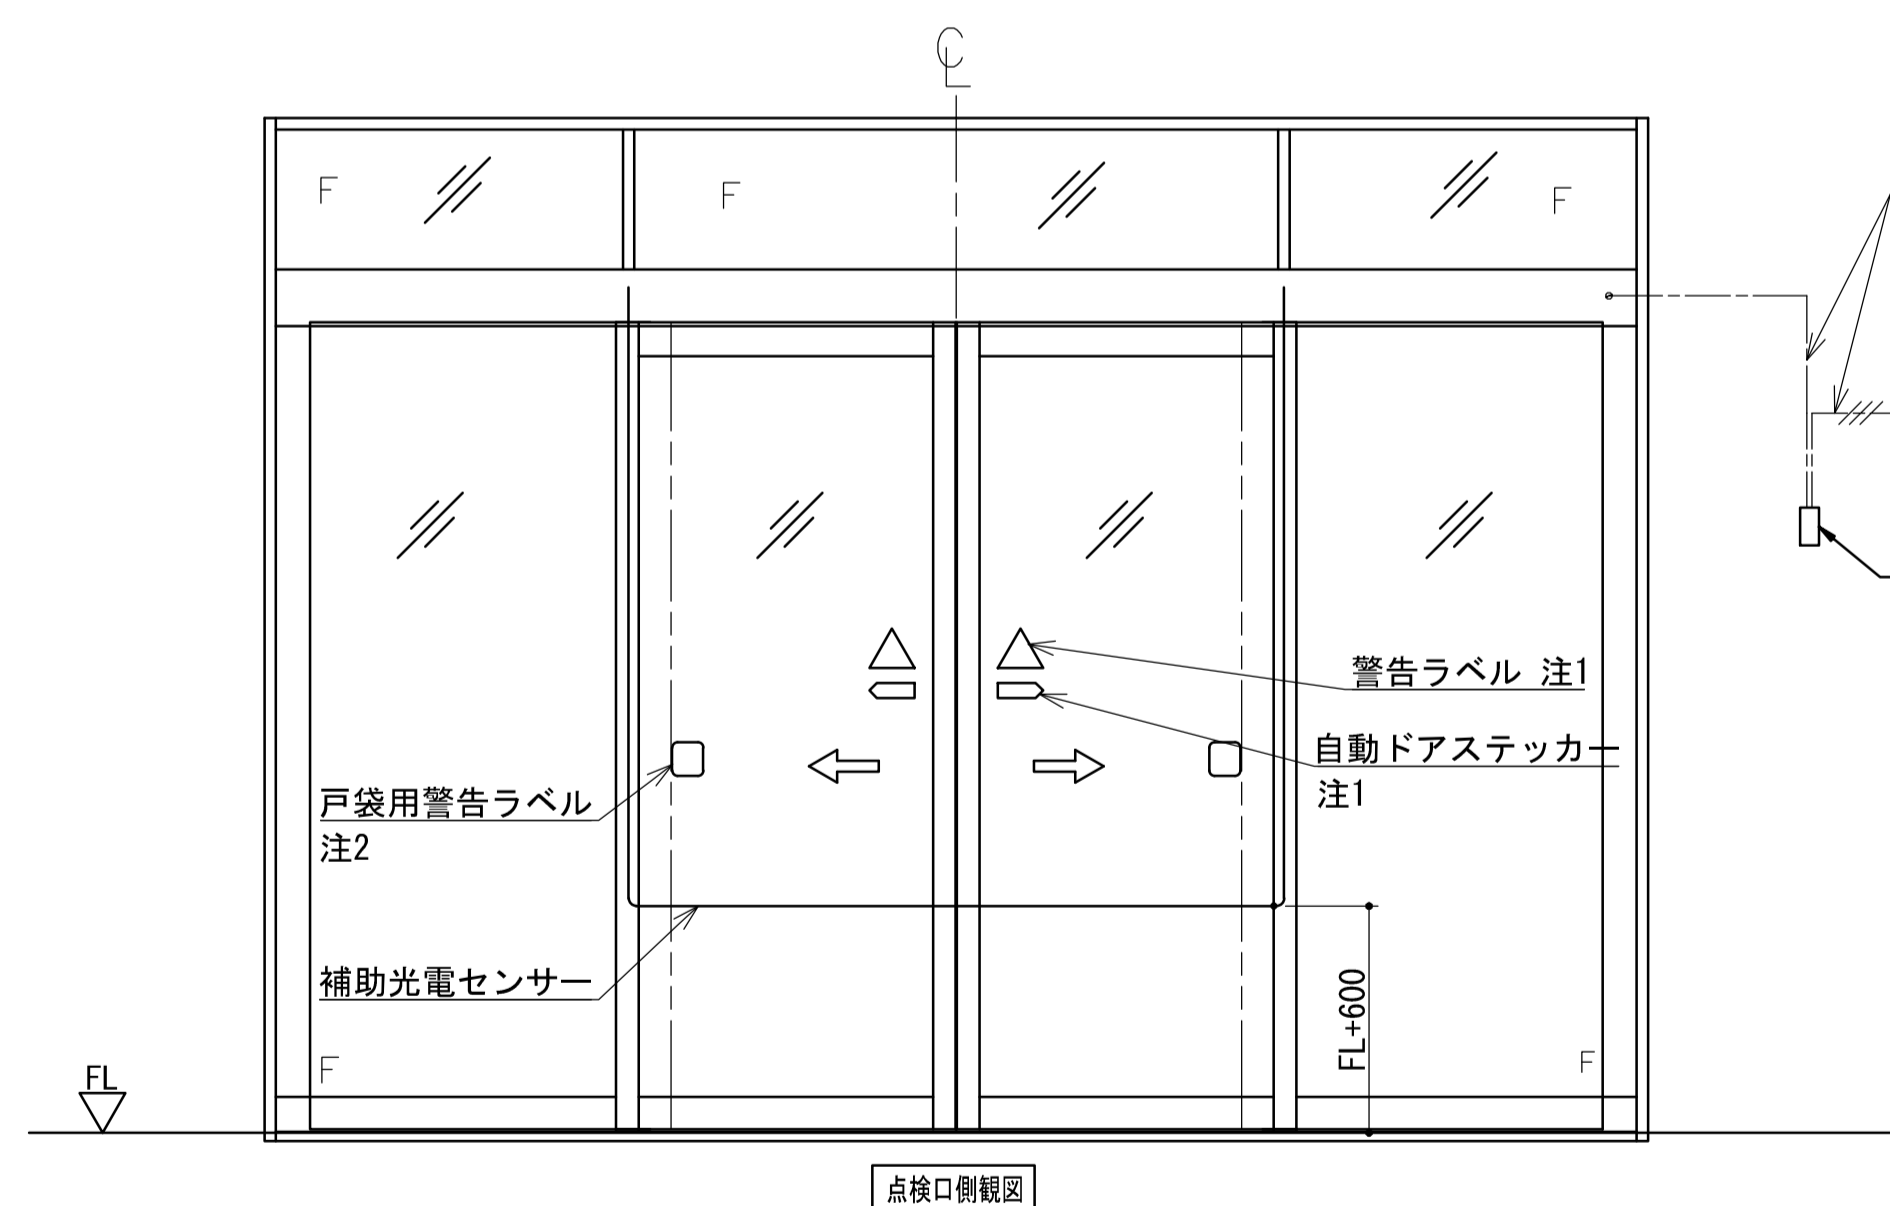 CL
F
F
F
警告ラベル 注1
自動ドアステッカー
注1
戸袋用警告ラベル
注2
補助光電センサー
FL+600
F
F
FL
点検口側観図